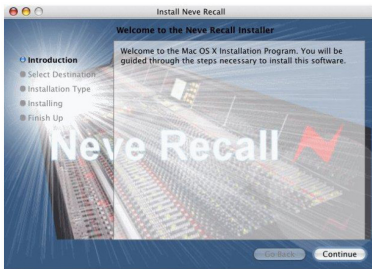 Install Neve Recall
Welcome to the Neve Recall Installer
Introduction
Select Destination
Installation Type
Installing
Finish Up
Welcome to the Mac OS X Installation Program. You will be
guided through the steps necessary to install this software.
Neve Recall
Go Back
Continue